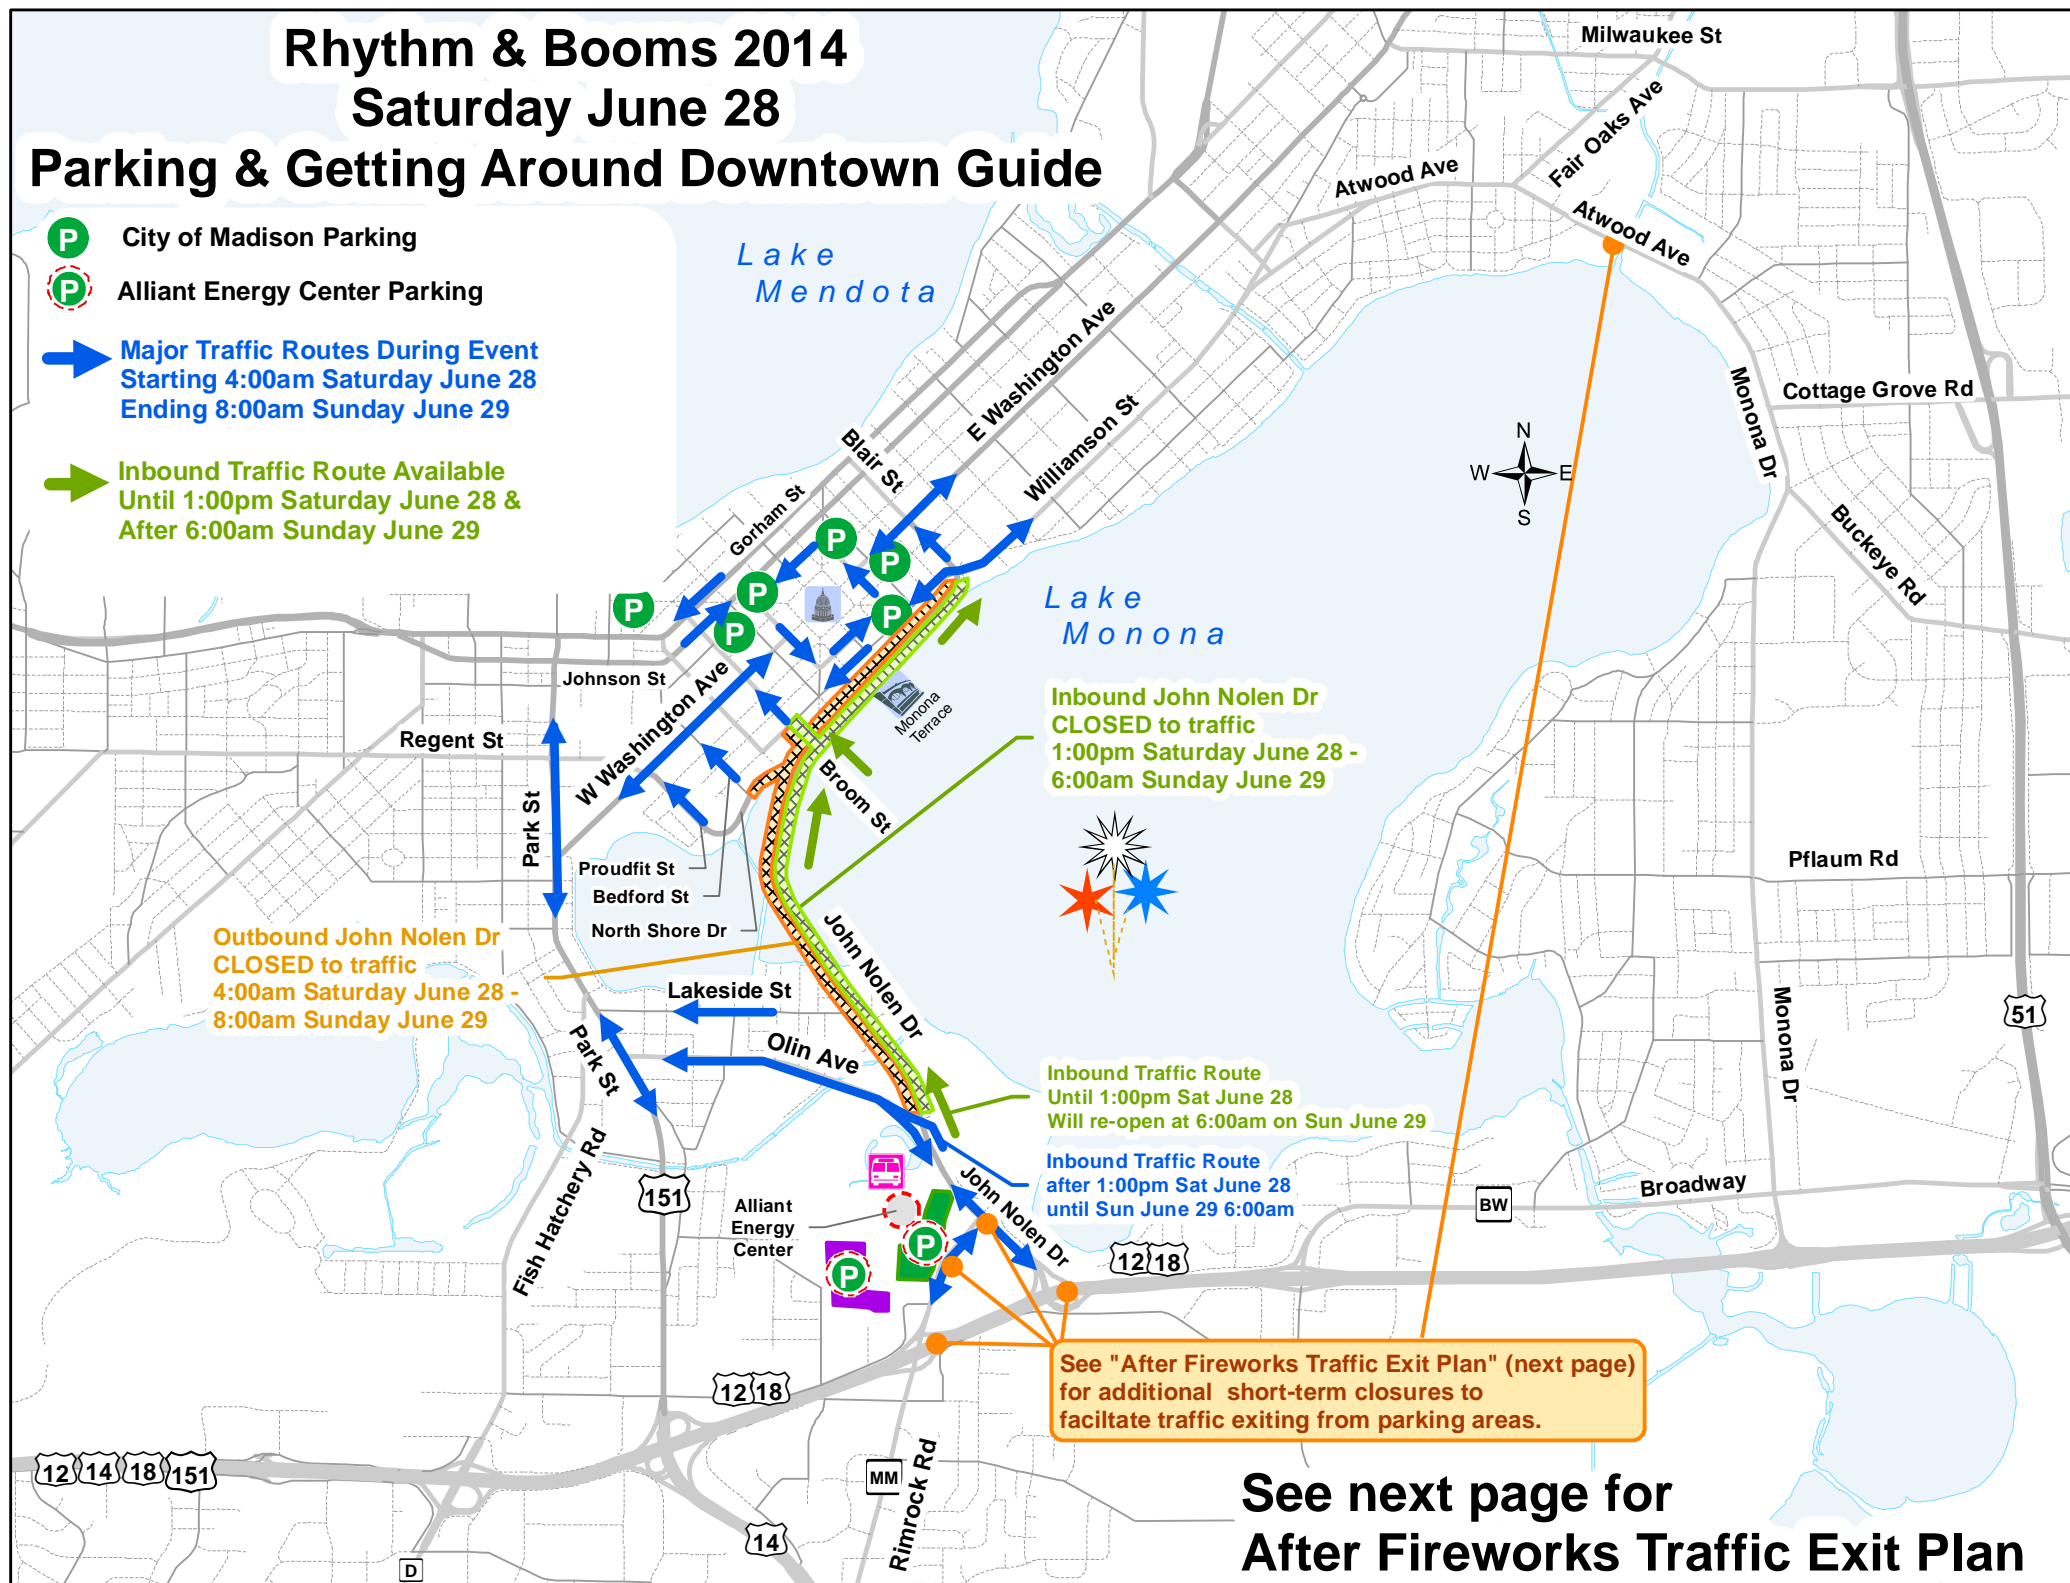 Rhythm & Booms 2014
Saturday June 28
Parking & Getting Around Downtown Guide
P City of Madison Parking
P Alliant Energy Center Parking
Major Traffic Routes During Event
Starting 4:00am Saturday June 28
Ending 8:00am Sunday June 29
Inbound Traffic Route Available
Until 1:00pm Saturday June 28 &
After 6:00am Sunday June 29
Milwaukee St
Fair Oaks Ave
Atwood Ave
Atwood Ave
Lake
Mendota
E Washington Ave
Williamson St
Blair St
Gorham St
Monona Dr
Cottage Grove Rd
Buckeye Rd
N
W
E
S
P
P
P
P
P
P
Lake
Monona
Johnson St
W Washington Ave
Regent St
Park St
Monona
Terrace
Broom St
Inbound John Nolen Dr
CLOSED to traffic
1:00pm Saturday June 28 -
6:00am Sunday June 29
Pflaum Rd
Proudfit St
Bedford St
North Shore Dr
Outbound John Nolen Dr
CLOSED to traffic
4:00am Saturday June 28 -
8:00am Sunday June 29
John Nolen Dr
Lakeside St
Olin Ave
Park St
51
Monona Dr
Inbound Traffic Route
Until 1:00pm Sat June 28
Will re-open at 6:00am on Sun June 29
Inbound Traffic Route
after 1:00pm Sat June 28
until Sun June 29 6:00am
Fish Hatchery Rd
151
Alliant
Energy
Center
John Nolen Dr
Broadway
BW
P
P
12 18
See "After Fireworks Traffic Exit Plan" (next page)
for additional short-term closures to
faciltate traffic exiting from parking areas.
12 18
12 14 18 151
MM
Rimrock Rd
14
D
See next page for
After Fireworks Traffic Exit Plan